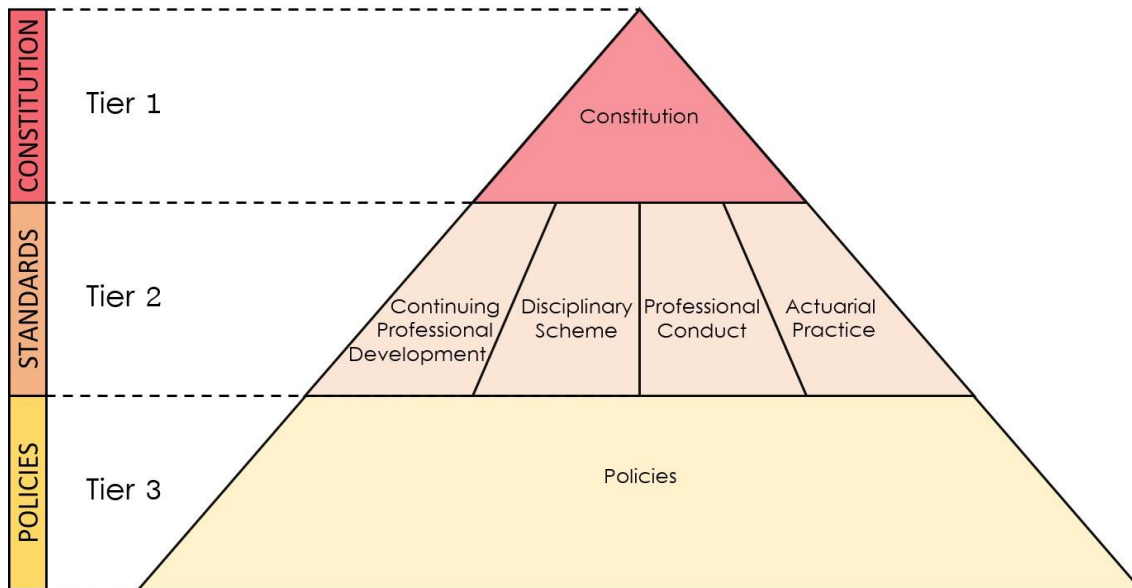 CONSTITUTION
Tier 1
Constitution
STANDARDS
Tier 2
Continuing
Professional
Development
Disciplinary
Scheme
Professional
Conduct
Actuarial
Practice
POLICIES
Tier 3
Policies